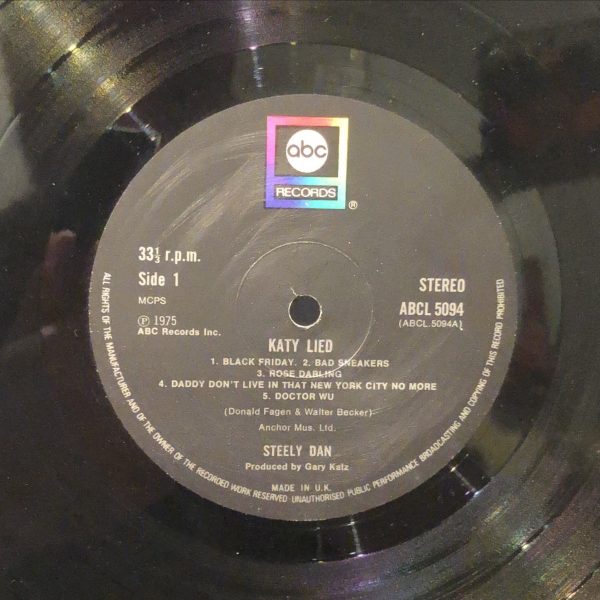 abc
RECORDS
®
33⅓ r.p.m.
Side 1
MCPS
Ⓟ 1975
ABC Records Inc.
STEREO
ABCL 5094
(ABCL.5094A)
KATY LIED
1. BLACK FRIDAY. 2. BAD SNEAKERS
3. ROSE DARLING
4. DADDY DON'T LIVE IN THAT NEW YORK CITY NO MORE
5. DOCTOR WU
(Donald Fagen & Walter Becker)
Anchor Mus. Ltd.
STEELY DAN
Produced by Gary Katz
MADE IN U.K.
ALL RIGHTS OF THE MANUFACTURER AND OF THE OWNER OF THE RECORDED WORK RESERVED UNAUTHORISED PUBLIC PERFORMANCE BROADCASTING AND COPYING OF THIS RECORD PROHIBITED